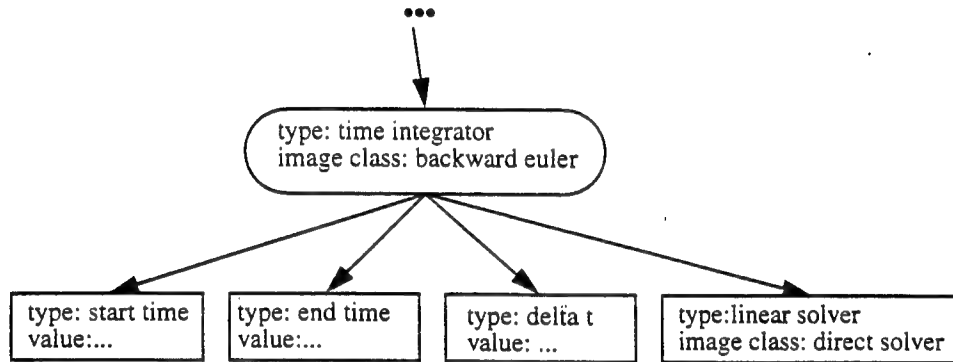 •••
type: time integrator
image class: backward euler
type: start time
value:...
type: end time
value:...
type: delta t
value: ...
type:linear solver
image class: direct solver